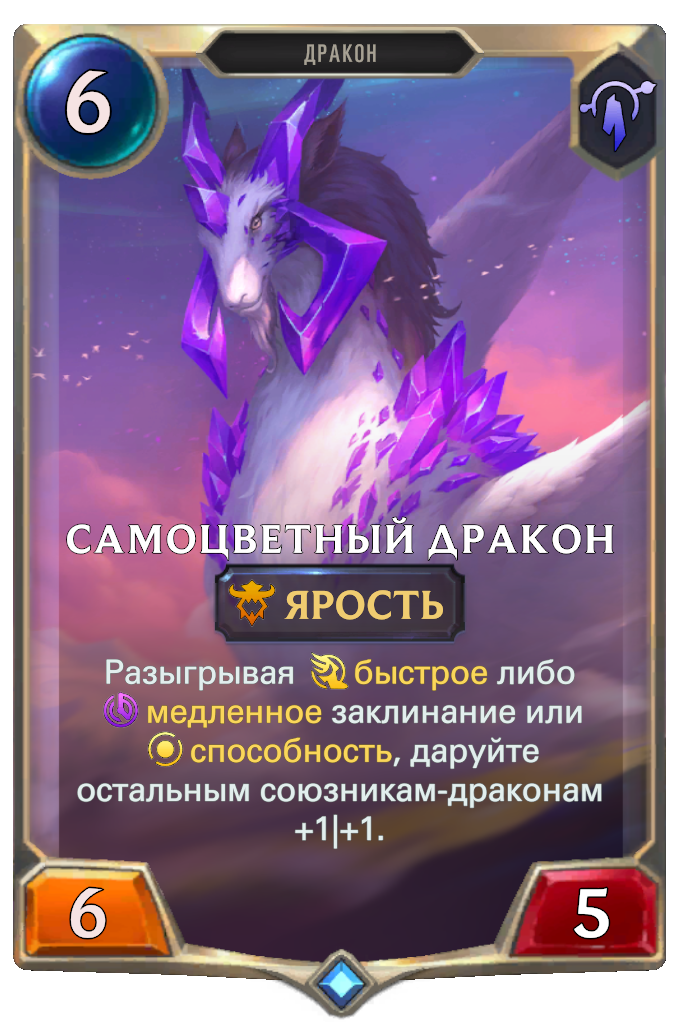 ДРАКОН
6
САМОЦВЕТНЫЙ ДРАКОН
ЯРОСТЬ
Разыгрывая быстрое либо
медленное заклинание или
способность, даруйте
остальным союзникам-драконам
+1|+1.
6
5